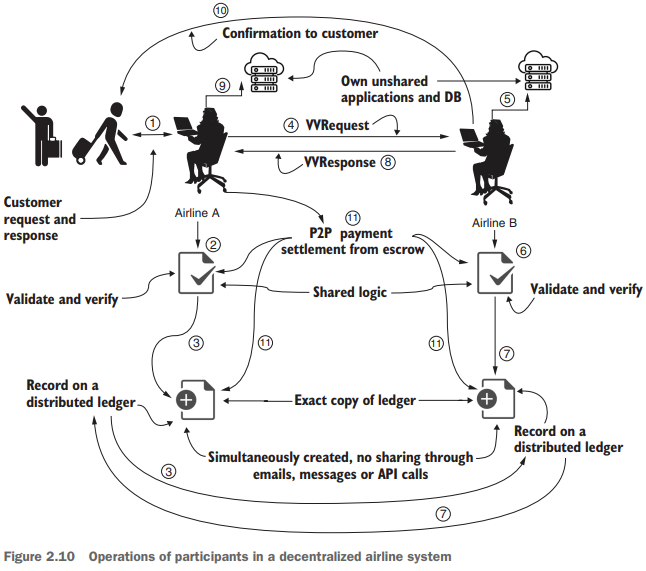 10
Confirmation to customer
9
Own unshared
applications and DB
5
1
4 VVRequest
VVResponse 8
Customer
request and
response
Airline A
11
Airline B
2
P2P payment
settlement from escrow
6
Validate and verify
Shared logic
Validate and verify
3
11
11
7
Record on a
distributed ledger
Exact copy of ledger
Record on a
distributed ledger
Simultaneously created, no sharing through
emails, messages or API calls
3
7
Figure 2.10 Operations of participants in a decentralized airline system